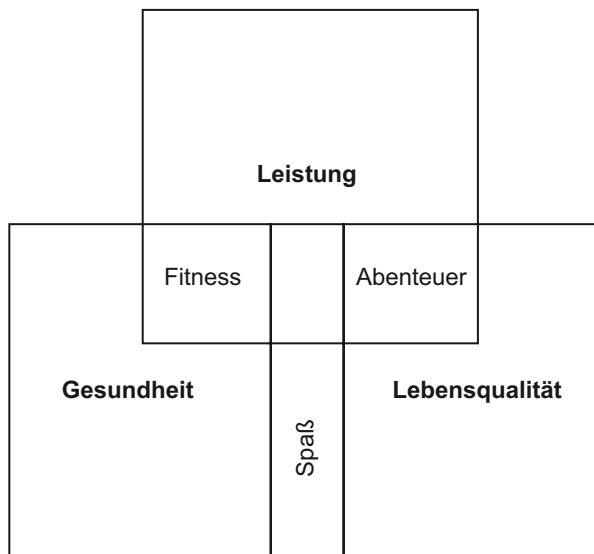 Leistung
Fitness
Abenteuer
Gesundheit
Lebensqualität
Spaß